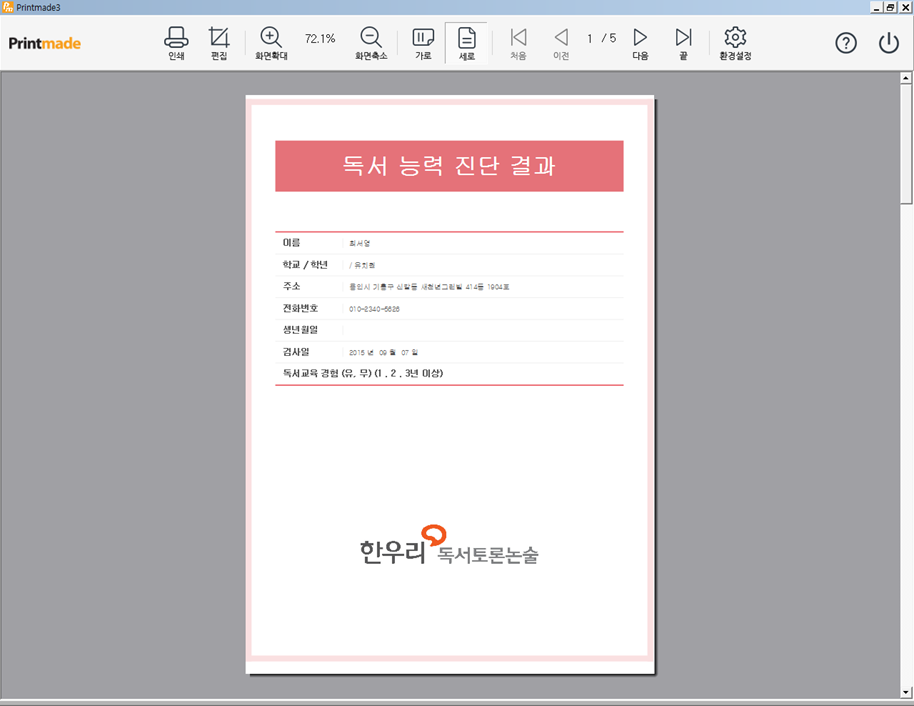 Printmade3
Printmade
인쇄
편집
화면확대
72.1%
화면축소
가로
세로
처음
이전
1 / 5
다음
끝
환경설정
독서 능력 진단 결과
이름 최서영
학교 / 학년 / 유치원
주소 용인시 기흥구 신갈동 새천년그린빌 414동 1904호
전화번호 010-2340-6626
생년월일
검사일 2015 년 09 월 07 일
독서교육 경험 (유, 무) (1 , 2 , 3년 이상)
한우리 독서토론논술